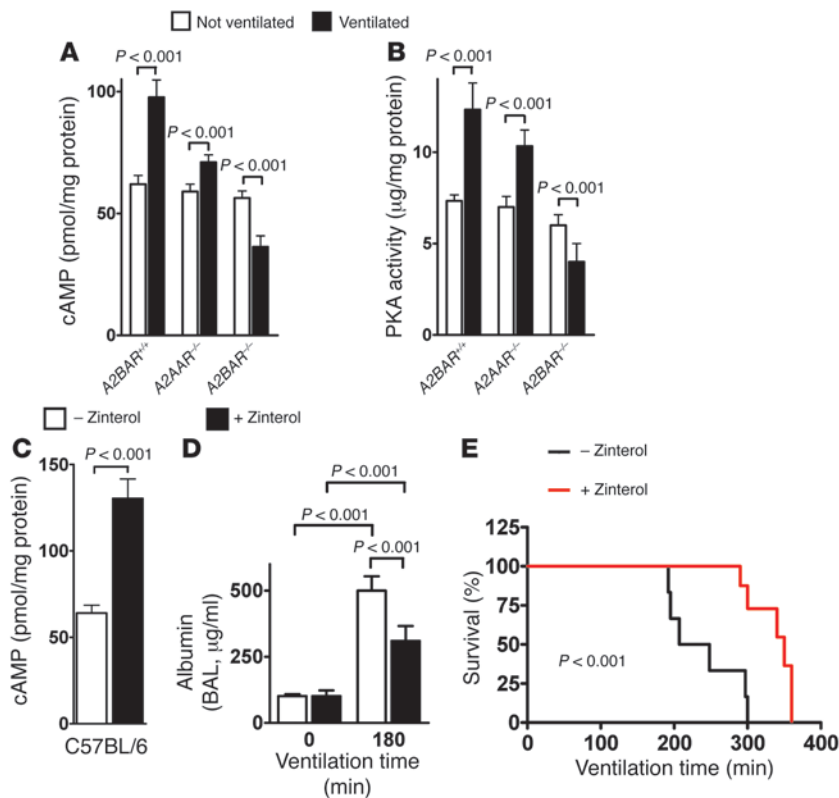 Not ventilated Ventilated
A
P < 0.001
P < 0.001
P < 0.001
100
50
0
cAMP (pmol/mg protein)
A2BAR+/+
A2AAR–/–
A2BAR–/–
B
P < 0.001
P < 0.001
P < 0.001
10
5
0
PKA activity (µg/mg protein)
A2BAR+/+
A2AAR–/–
A2BAR–/–
– Zinterol + Zinterol
C
P < 0.001
150
100
50
0
cAMP (pmol/mg protein)
C57BL/6
D
P < 0.001
P < 0.001
P < 0.001
500
250
0
Albumin
(BAL, µg/ml)
0 180
Ventilation time
(min)
E
– Zinterol
+ Zinterol
125
100
75
50
25
0
Survival (%)
P < 0.001
0 100 200 300 400
Ventilation time (min)